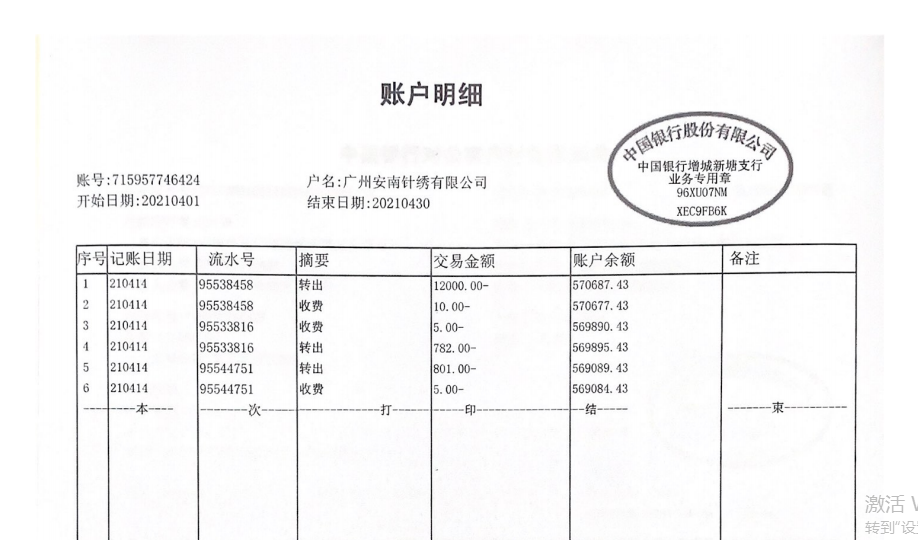 账户明细
中国银行股份有限公司
中国银行增城新塘支行
业务专用章
96XU07NM
XEC9FB6K
账号:715957746424 户名:广州安南针绣有限公司
开始日期:20210401 结束日期:20210430
序号 记账日期 流水号 摘要 交易金额 账户余额 备注
1 210414 95538458 转出 12000.00- 570687.43
2 210414 95538458 收费 10.00- 570677.43
3 210414 95533816 收费 5.00- 569890.43
4 210414 95533816 转出 782.00- 569895.43
5 210414 95544751 转出 801.00- 569089.43
6 210414 95544751 收费 5.00- 569084.43
---------本---- -------次---- ----------打---- -----印---- --结----- -------束----------
激活
转到"设